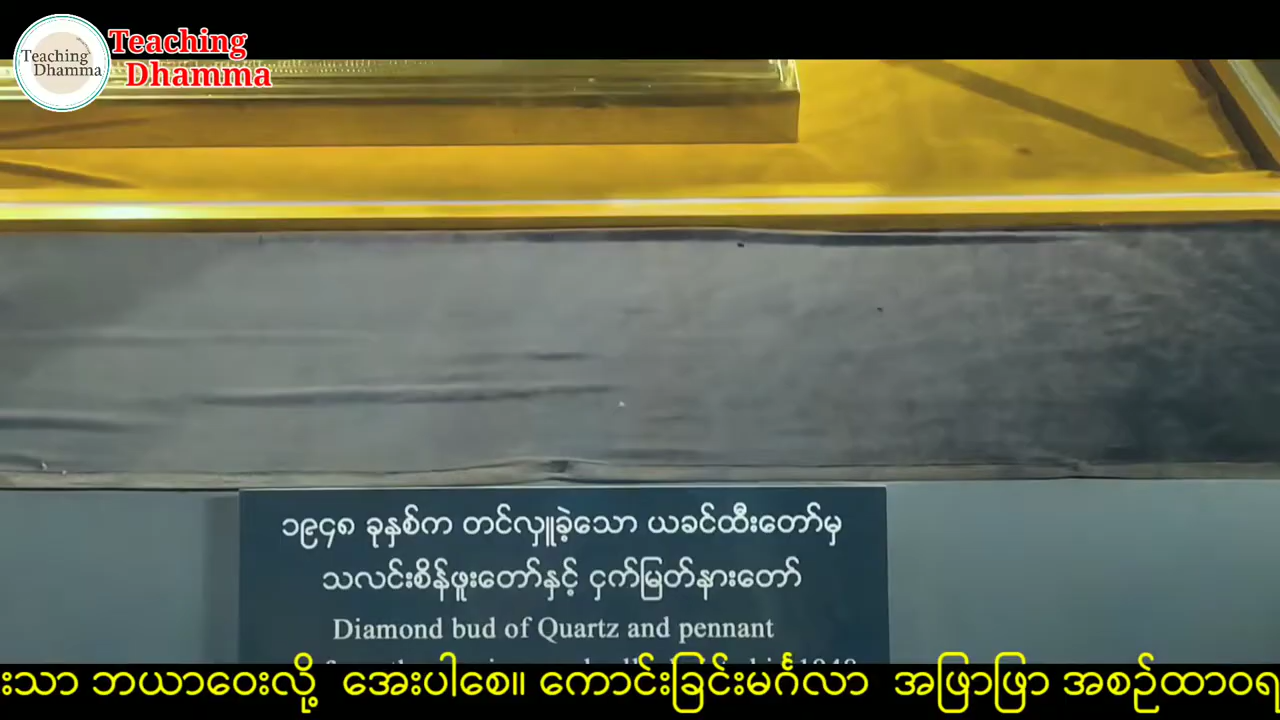 Teaching
Dhamma
Teaching
Dhamma
၁၉၄၈ ခုနှစ်က တင်လှူခဲ့သော ယခင်ထီးတော်မှ
သလင်းစိန်ဖူးတော်နှင့် ငှက်မြတ်နားတော်
Diamond bud of Quartz and pennant
1948
းသာ ဘယာဝေးလို့ အေးပါစေ။ ကောင်းခြင်းမင်္ဂလာ အဖြာဖြာ အစဉ်ထာဝရ